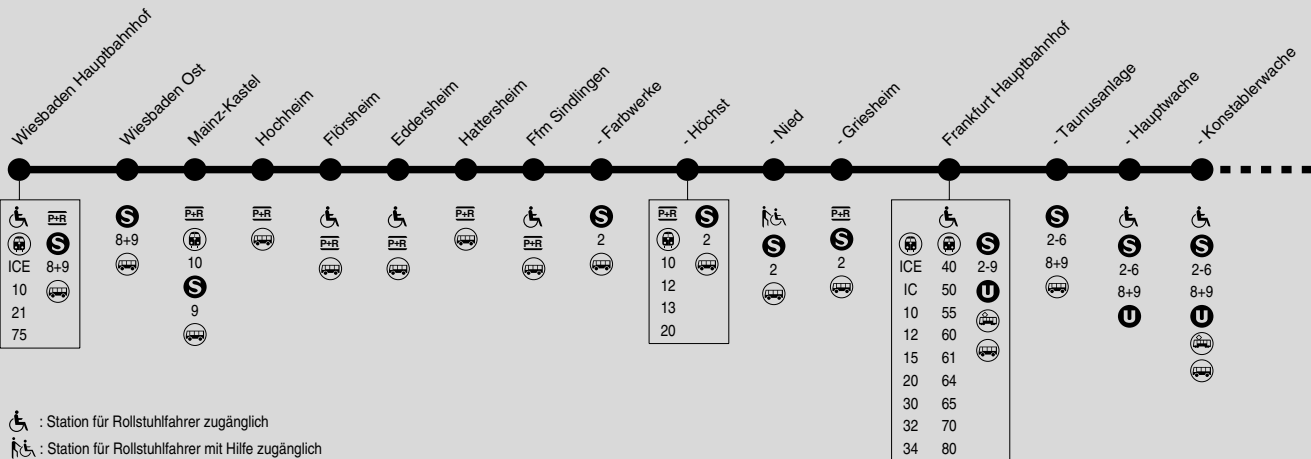 Wiesbaden Hauptbahnhof
Wiesbaden Ost
Mainz-Kastel
Hochheim
Flörsheim
Eddersheim
Hattersheim
Ffm Sindlingen
- Farbwerke
- Höchst
- Nied
- Griesheim
Frankfurt Hauptbahnhof
- Taunusanlage
- Hauptwache
- Konstablerwache
P+R
S
ICE 8+9
10
21
75
S
8+9
P+R
10
S
9
P+R
P+R
P+R
P+R
P+R
S
2
P+R S
2
10
12
13
20
S
2
P+R
S
2
S
ICE 40 2-9
IC 50 U
10 55
12 60
15 61
20 64
30 65
32 70
34 80
S
2-6
8+9
S
2-6
8+9
U
S
2-6
8+9
U
: Station für Rollstuhlfahrer zugänglich
: Station für Rollstuhlfahrer mit Hilfe zugänglich